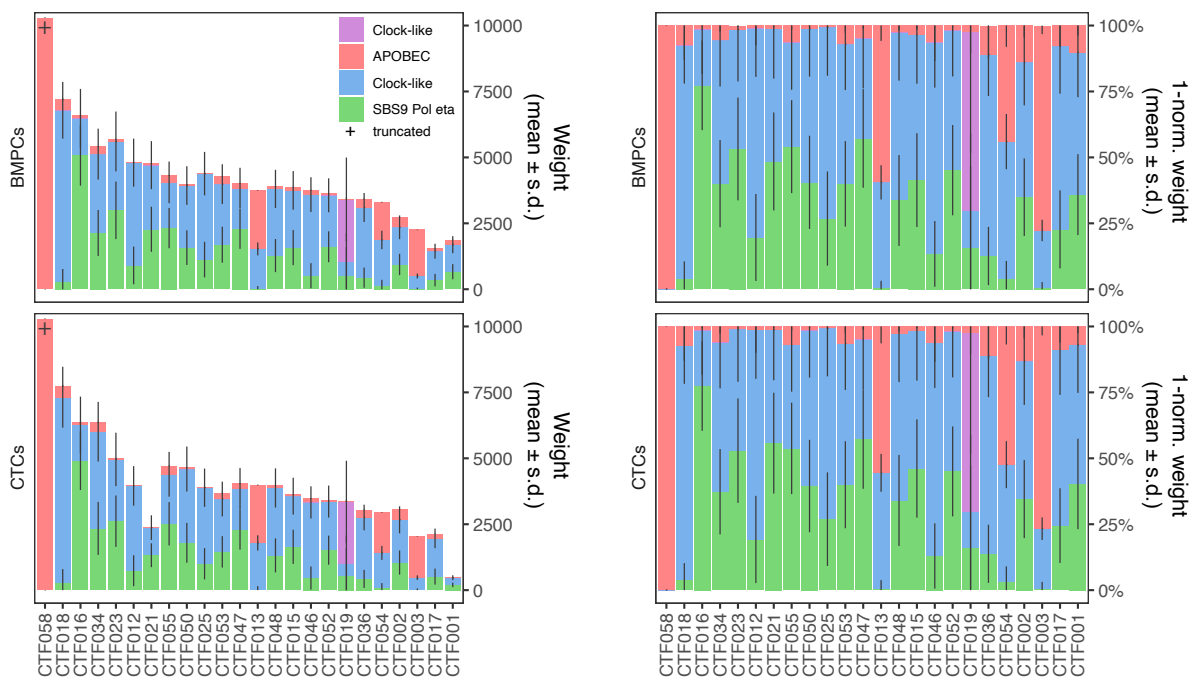 BMPCs
Clock-like
APOBEC
Clock-like
SBS9 Pol eta
+ truncated
10000
7500
5000
2500
0
Weight
(mean ± s.d.)
BMPCs
100%
75%
50%
25%
0%
1-norm. weight
(mean ± s.d.)
CTCs
10000
7500
5000
2500
0
Weight
(mean ± s.d.)
CTCs
100%
75%
50%
25%
0%
1-norm. weight
(mean ± s.d.)
CTF058
CTF018
CTF016
CTF034
CTF023
CTF012
CTF021
CTF055
CTF050
CTF025
CTF053
CTF047
CTF013
CTF048
CTF015
CTF046
CTF052
CTF019
CTF036
CTF054
CTF002
CTF003
CTF017
CTF001
CTF058
CTF018
CTF016
CTF034
CTF023
CTF012
CTF021
CTF055
CTF050
CTF025
CTF053
CTF047
CTF013
CTF048
CTF015
CTF046
CTF052
CTF019
CTF036
CTF054
CTF002
CTF003
CTF017
CTF001